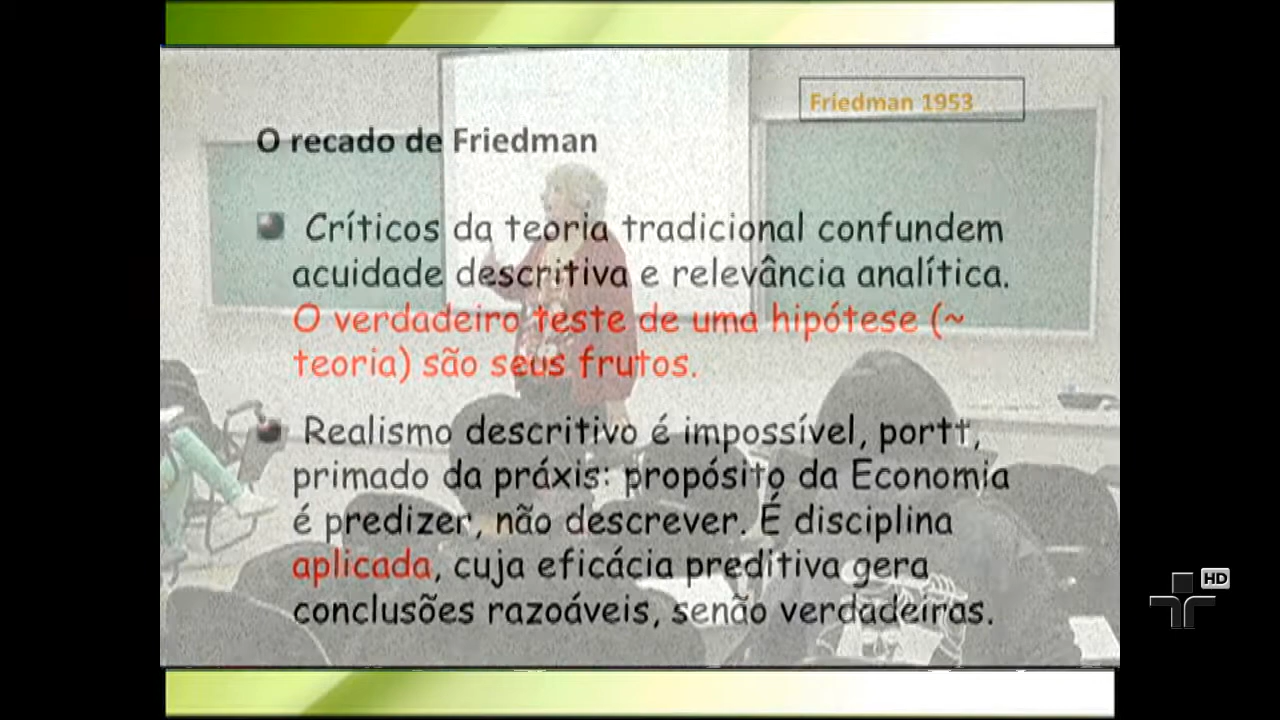 Friedman 1953
O recado de Friedman
Críticos da teoria tradicional confundem
acuidade descritiva e relevância analítica.
O verdadeiro teste de uma hipótese (~
teoria) são seus frutos.
Realismo descritivo é impossível, portt,
primado da práxis: propósito da Economia
é predizer, não descrever. É disciplina
aplicada, cuja eficácia preditiva gera
conclusões razoáveis, senão verdadeiras.
HD